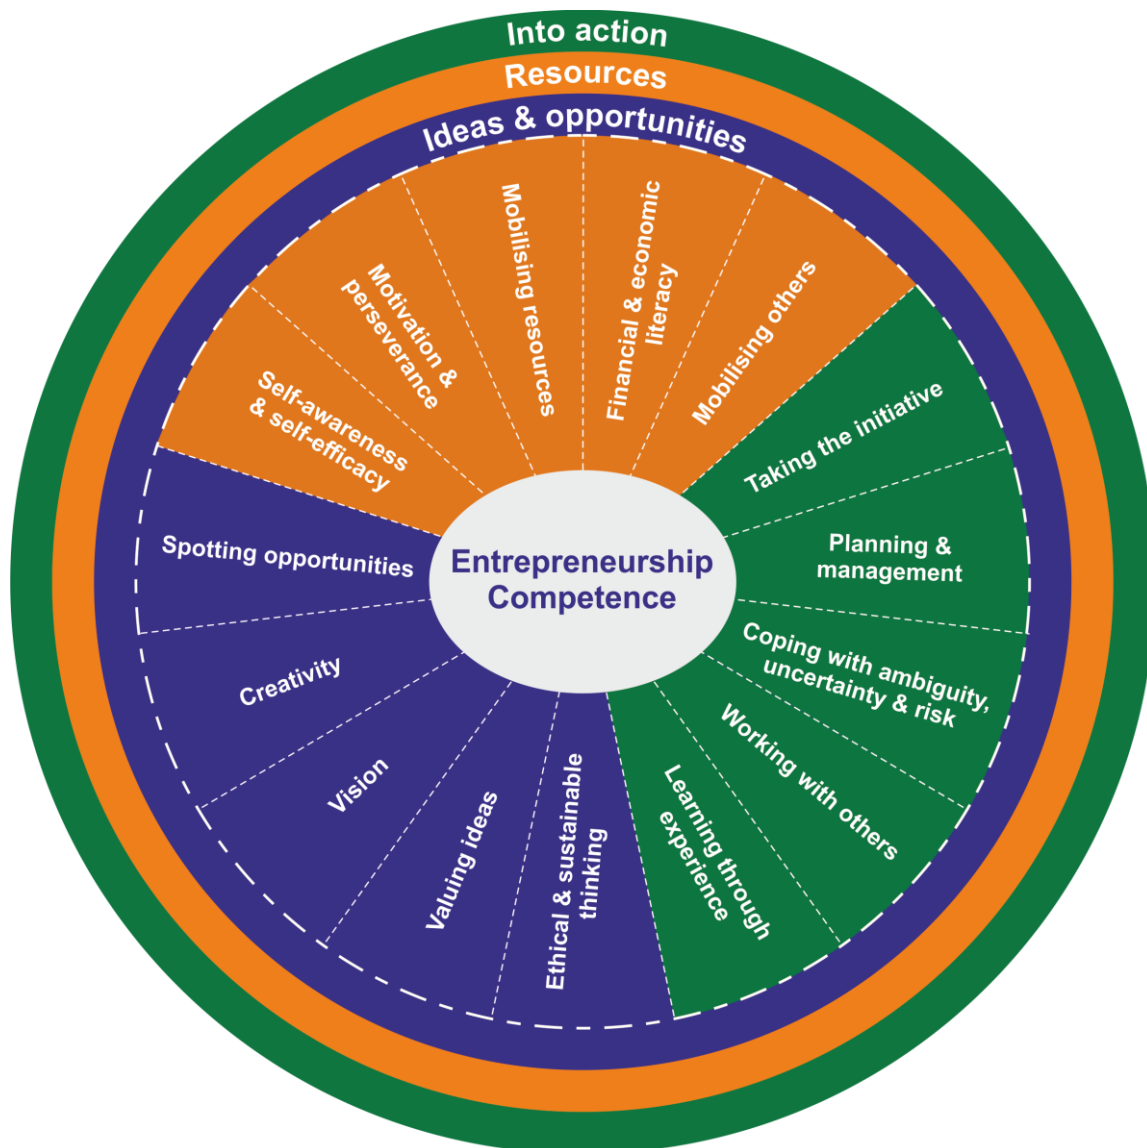 Into action
Resources
Ideas & opportunities
Mobilising resources
Financial & economic
literacy
Mobilising others
Taking the initiative
Planning &
management
Coping with ambiguity,
uncertainty & risk
Working with others
Learning through
experience
Ethical & sustainable
thinking
Valuing ideas
Vision
Creativity
Spotting opportunities
Self-awareness
& self-efficacy
Motivation &
perseverance
Entrepreneurship
Competence